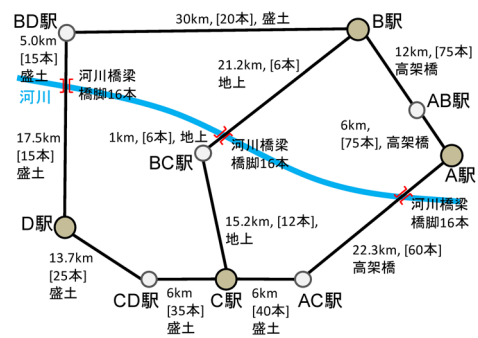 BD駅
30km, [20本], 盛土
B駅
5.0km
[15本]
盛土
河川
河川橋梁
橋脚16本
21.2km, [6本]
地上
12km, [75本]
高架橋
AB駅
6km,
[75本], 高架橋
A駅
1km, [6本], 地上
BC駅
河川橋梁
橋脚16本
17.5km
[15本]
盛土
河川橋梁
橋脚16本
D駅
15.2km, [12本],
地上
22.3km, [60本]
高架橋
13.7km
[25本]
盛土
CD駅
6km
[35本]
盛土
C駅
6km
[40本]
盛土
AC駅